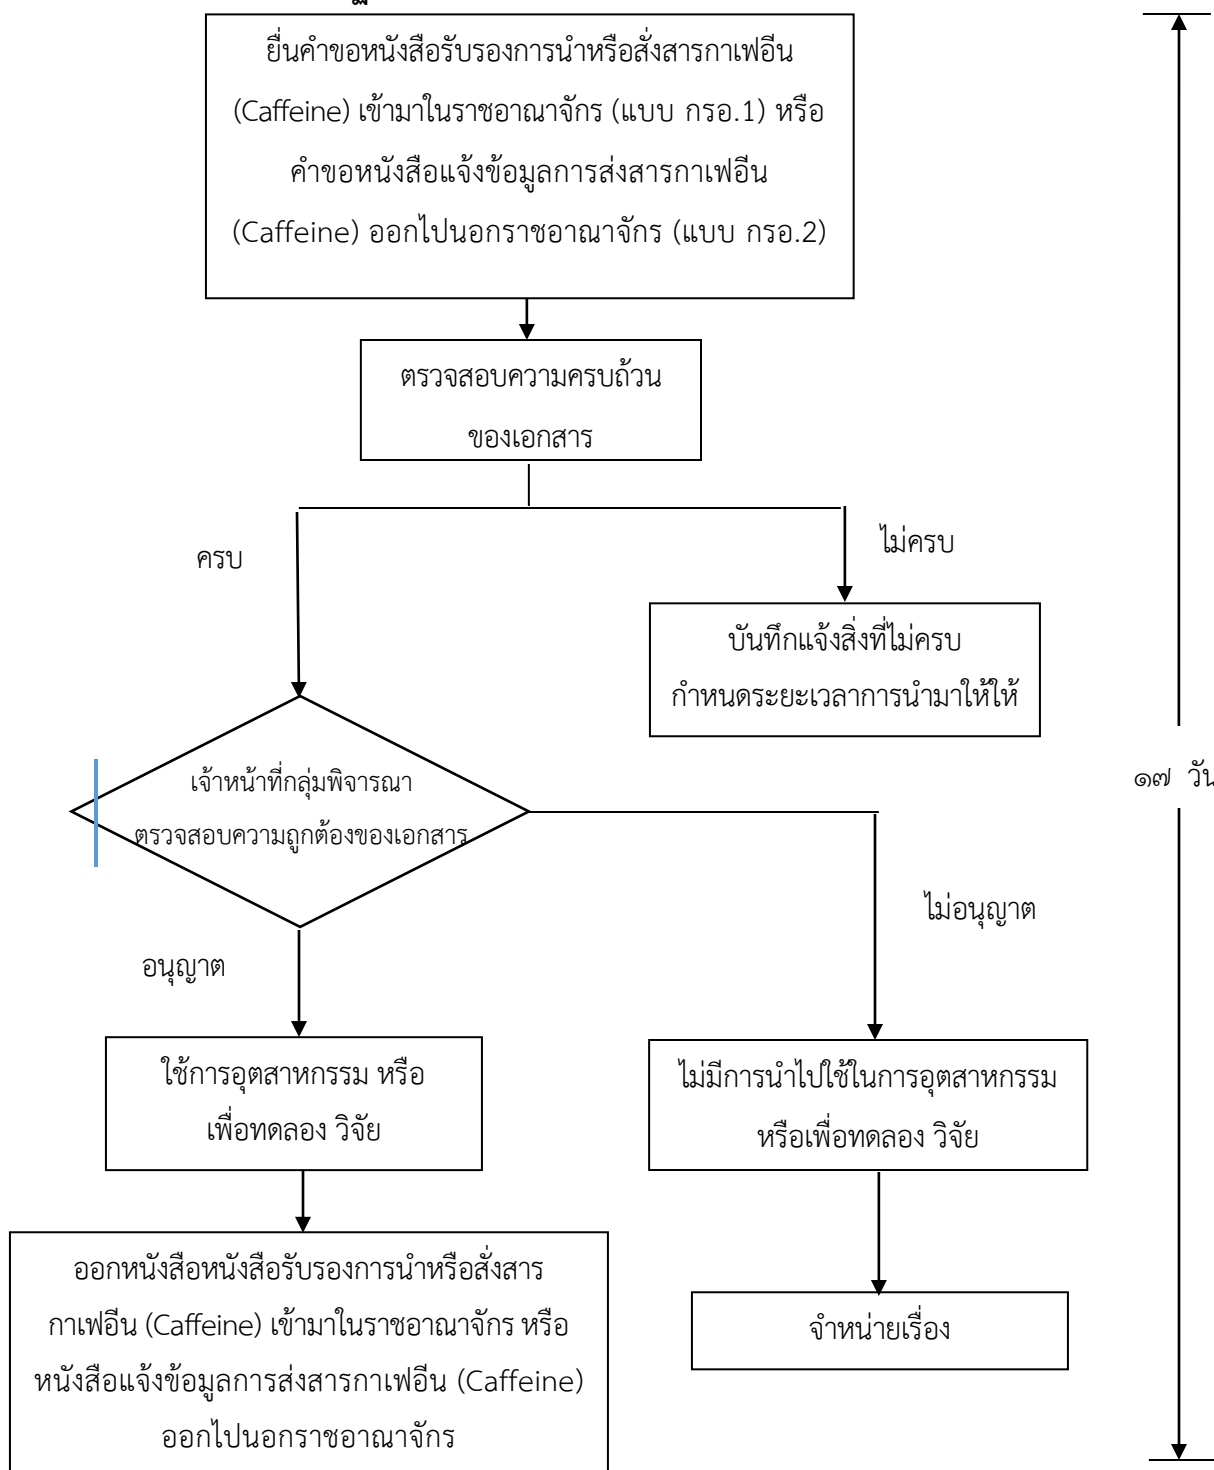 ยื่นคำขอหนังสือรับรองการนำหรือสั่งสารกาเฟอีน
(Caffeine) เข้ามาในราชอาณาจักร (แบบ กรอ.1) หรือ
คำขอหนังสือแจ้งข้อมูลการส่งสารกาเฟอีน
(Caffeine) ออกไปนอกราชอาณาจักร (แบบ กรอ.2)
ตรวจสอบความครบถ้วน
ของเอกสาร
ครบ
ไม่ครบ
บันทึกแจ้งสิ่งที่ไม่ครบ
กำหนดระยะเวลาการนำมาให้ให้
เจ้าหน้าที่กลุ่มพิจารณา
ตรวจสอบความถูกต้องของเอกสาร
๑๗ วัน
อนุญาต
ไม่อนุญาต
ใช้การอุตสาหกรรม หรือ
เพื่อทดลอง วิจัย
ไม่มีการนำไปใช้ในการอุตสาหกรรม
หรือเพื่อทดลอง วิจัย
ออกหนังสือหนังสือรับรองการนำหรือสั่งสาร
กาเฟอีน (Caffeine) เข้ามาในราชอาณาจักร หรือ
หนังสือแจ้งข้อมูลการส่งสารกาเฟอีน (Caffeine)
ออกไปนอกราชอาณาจักร
จำหน่ายเรื่อง